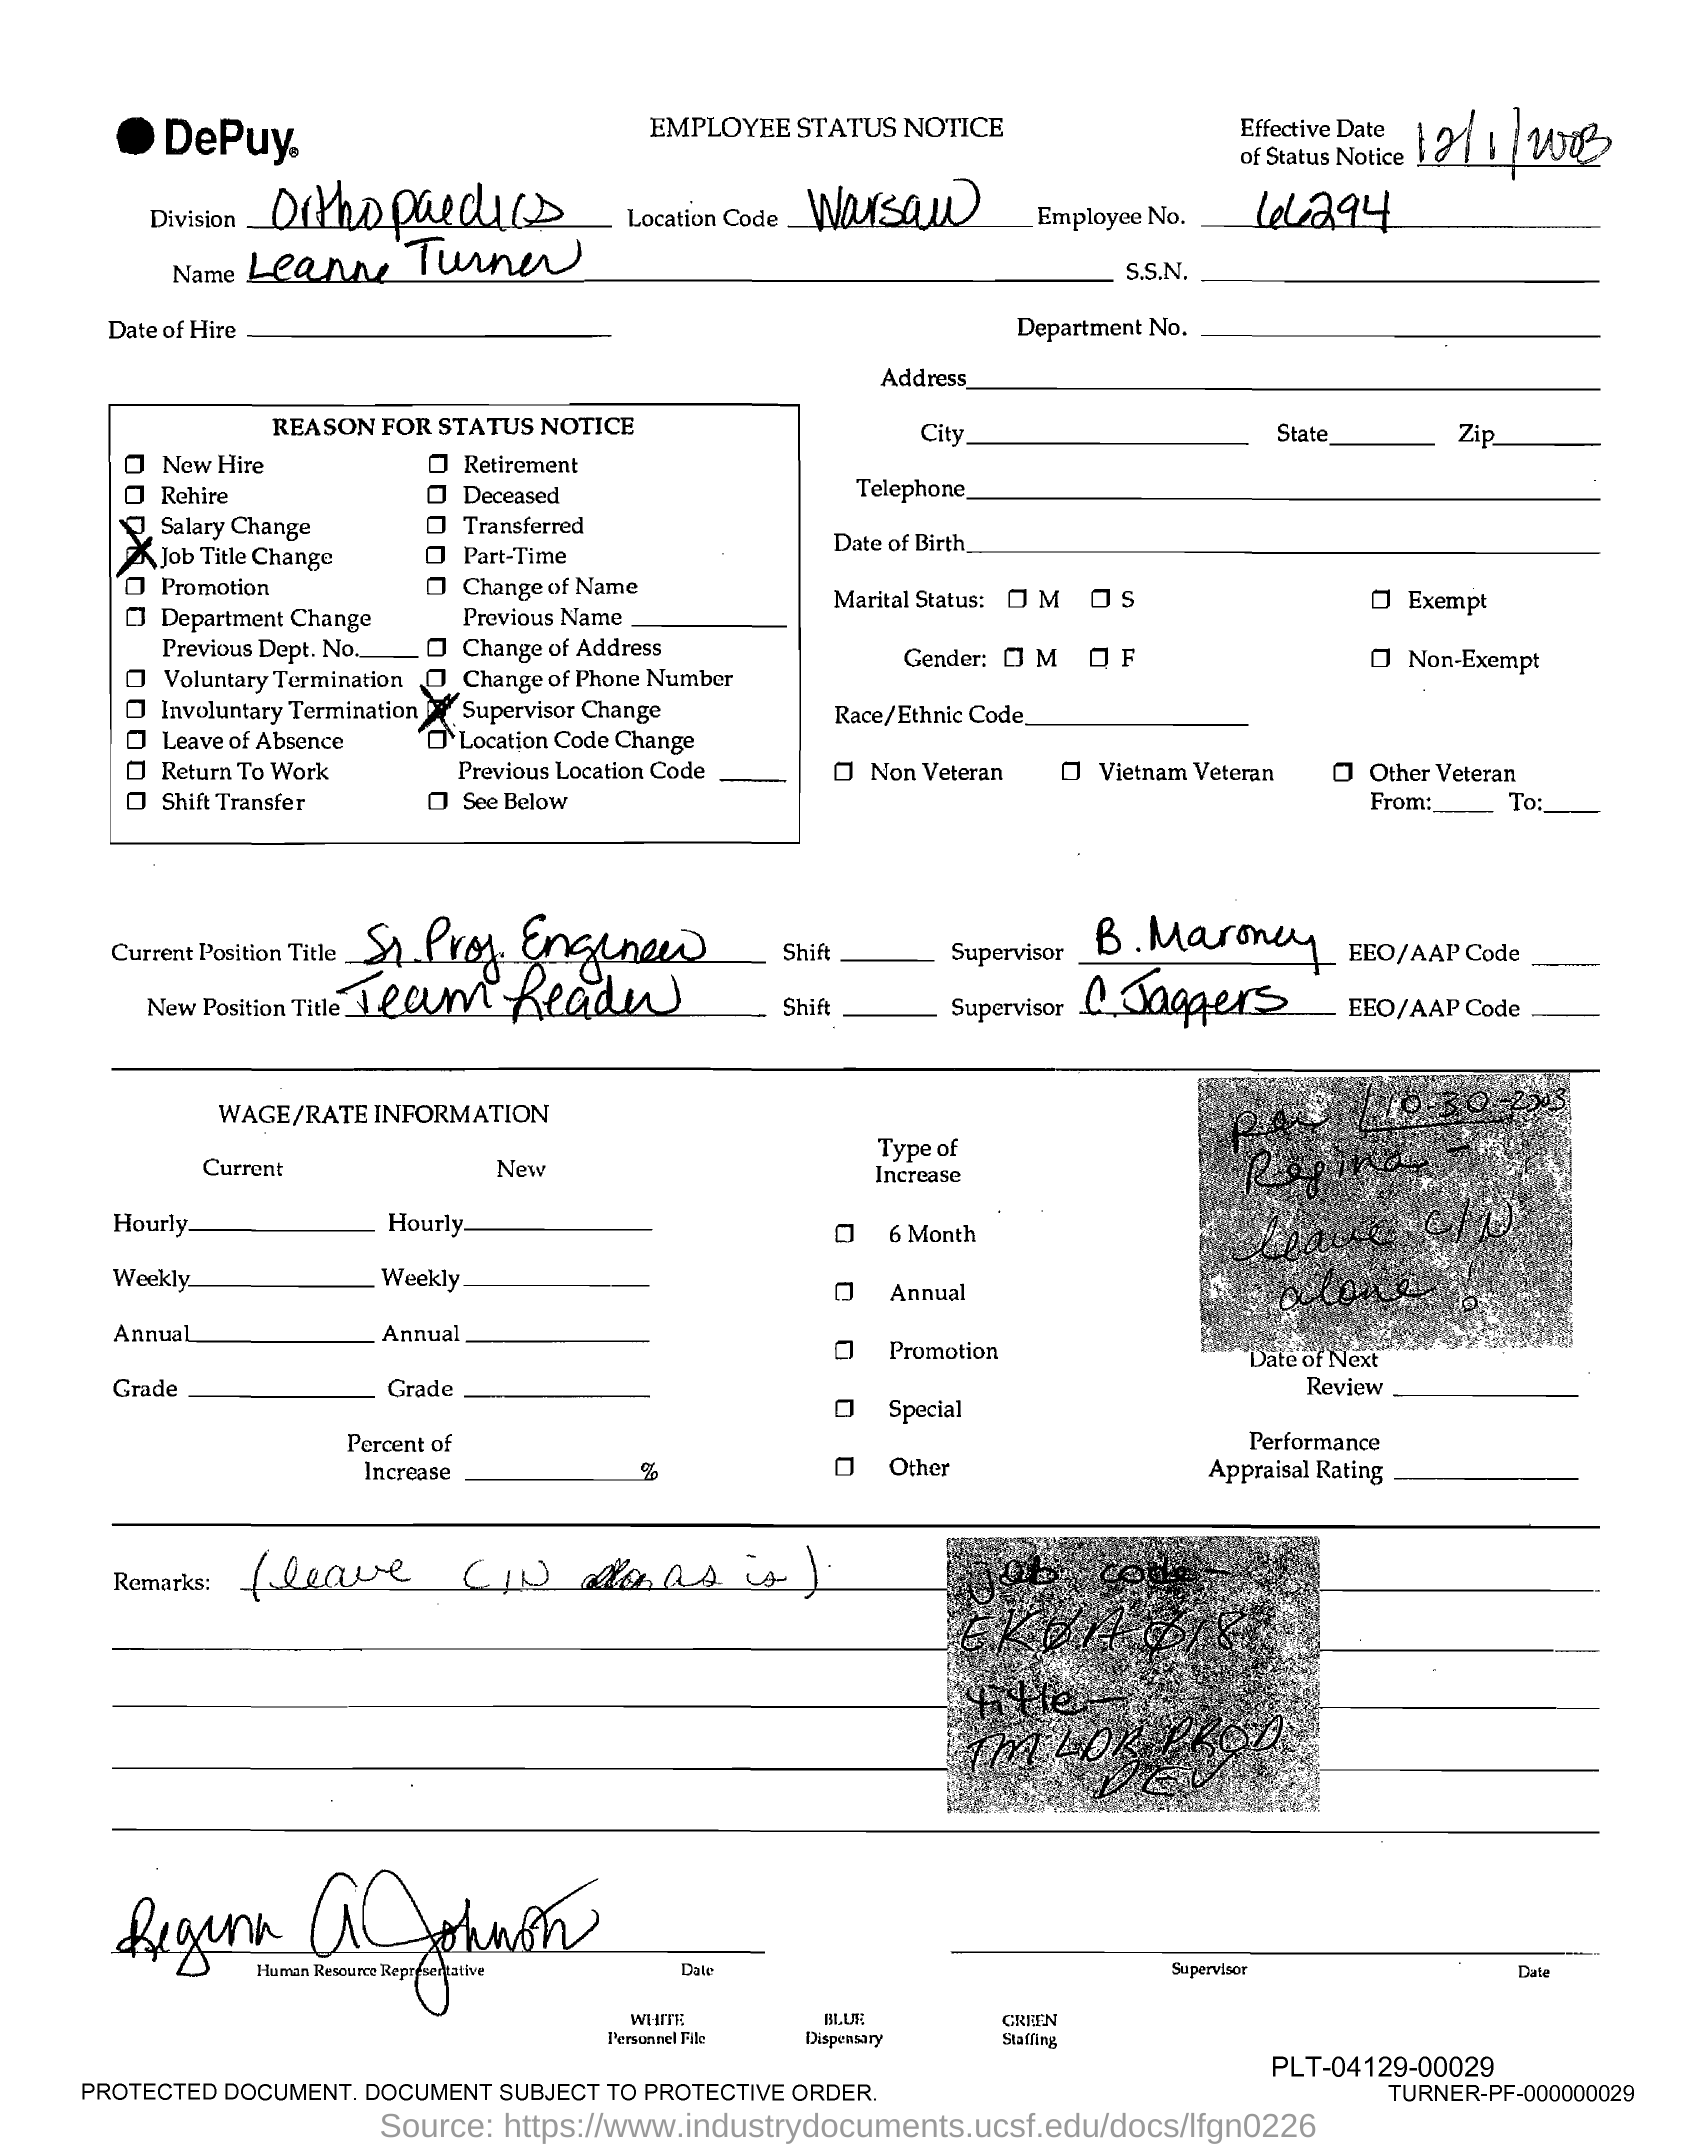 DePuy®
EMPLOYEE STATUS NOTICE
Effective Date
of Status Notice 12/1/2003
Division Orthopaedics Location Code Warsaw Employee No. 66294
Name Leanne Turner S.S.N.
Date of Hire Department No.
Address
City State Zip
Telephone
Date of Birth
Marital Status: M S Exempt
Gender: M F Non-Exempt
Race/Ethnic Code
Non Veteran Vietnam Veteran Other Veteran
From: To:
REASON FOR STATUS NOTICE
New Hire Retirement
Rehire Deceased
Salary Change Transferred
Job Title Change Part-Time
Promotion Change of Name
Department Change Previous Name
Previous Dept. No. Change of Address
Voluntary Termination Change of Phone Number
Involuntary Termination Supervisor Change
Leave of Absence Location Code Change
Return To Work Previous Location Code
Shift Transfer See Below
Current Position Title Sr. Proj. Engineer Shift Supervisor B. Maroney EEO/AAP Code
New Position Title Team Leader Shift Supervisor C. Jaggers EEO/AAP Code
WAGE/RATE INFORMATION
Current New
Hourly Hourly
Weekly Weekly
Annual Annual
Grade Grade
Percent of
Increase %
Type of
Increase
6 Month
Annual
Promotion
Special
Other
10-30-2003
Regina -
leave C/N
alone!
Date of Next
Review
Performance
Appraisal Rating
Remarks: (leave C/N as is)
job code -
EKØAØ18
title -
TM LDR PROD
DEV
Regina A Johnson
Human Resource Representative Date Supervisor Date
WHITE BLUE GREEN
Personnel File Dispensary Staffing
PLT-04129-00029
PROTECTED DOCUMENT. DOCUMENT SUBJECT TO PROTECTIVE ORDER. TURNER-PF-000000029
Source: https://www.industrydocuments.ucsf.edu/docs/lfgn0226